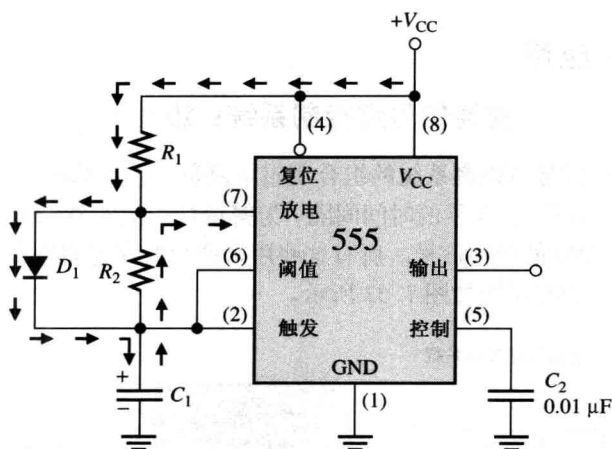 +VCC
(4)
(8)
R1
复位
VCC
(7)
放电
555
D1
R2
(6)
阈值
输出
(3)
(2)
触发
控制
(5)
GND
C1
(1)
C2
0.01 μF